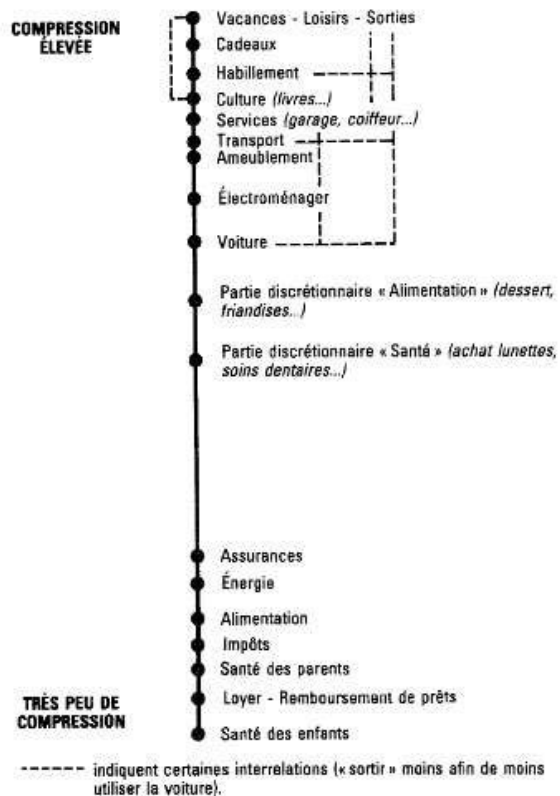 COMPRESSION
ÉLEVÉE
Vacances - Loisirs - Sorties
Cadeaux
Habillement
Culture (livres...)
Services (garage, coiffeur...)
Transport
Ameublement
Électroménager
Voiture
Partie discrétionnaire « Alimentation » (dessert,
friandises...)
Partie discrétionnaire « Santé » (achat lunettes,
soins dentaires...)
Assurances
Énergie
Alimentation
Impôts
Santé des parents
TRÈS PEU DE
COMPRESSION
Loyer - Remboursement de prêts
Santé des enfants
------ indiquent certaines interrelations (« sortir » moins afin de moins
utiliser la voiture).